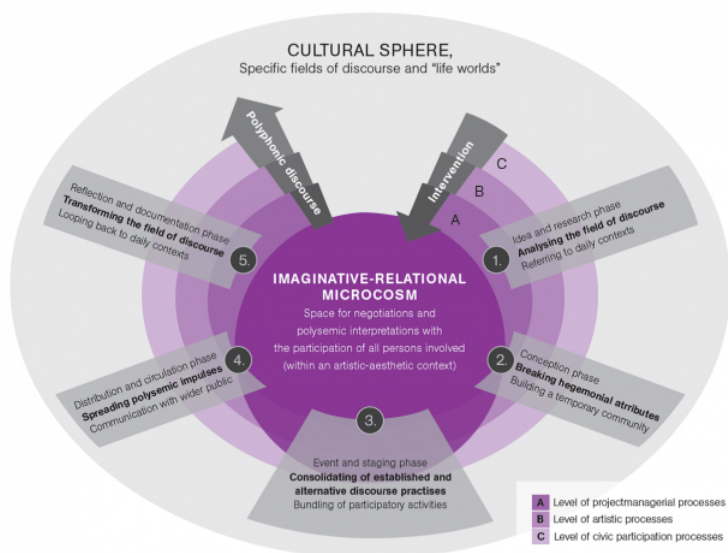 CULTURAL SPHERE,
Specific fields of discourse and “life worlds”
Polyphonic discourse
Intervention
C
B
A
Idea and research phase
Analysing the field of discourse
Referring to daily contexts
1.
Conception phase
Breaking hegemonial atrributes
Building a temporary community
2.
3.
Event and staging phase
Consolidating of established and
alternative discourse practises
Bundling of participatory activities
4.
Distribution and circulation phase
Spreading polysemic impulses
Communication with wider public
5.
Reflection and documentation phase
Transforming the field of discourse
Looping back to daily contexts
IMAGINATIVE-RELATIONAL
MICROCOSM
Space for negotiations and
polysemic interpretations with
the participation of all persons involved
(within an artistic-aesthetic context)
A Level of projectmanagerial processes
B Level of artistic processes
C Level of civic participation processes